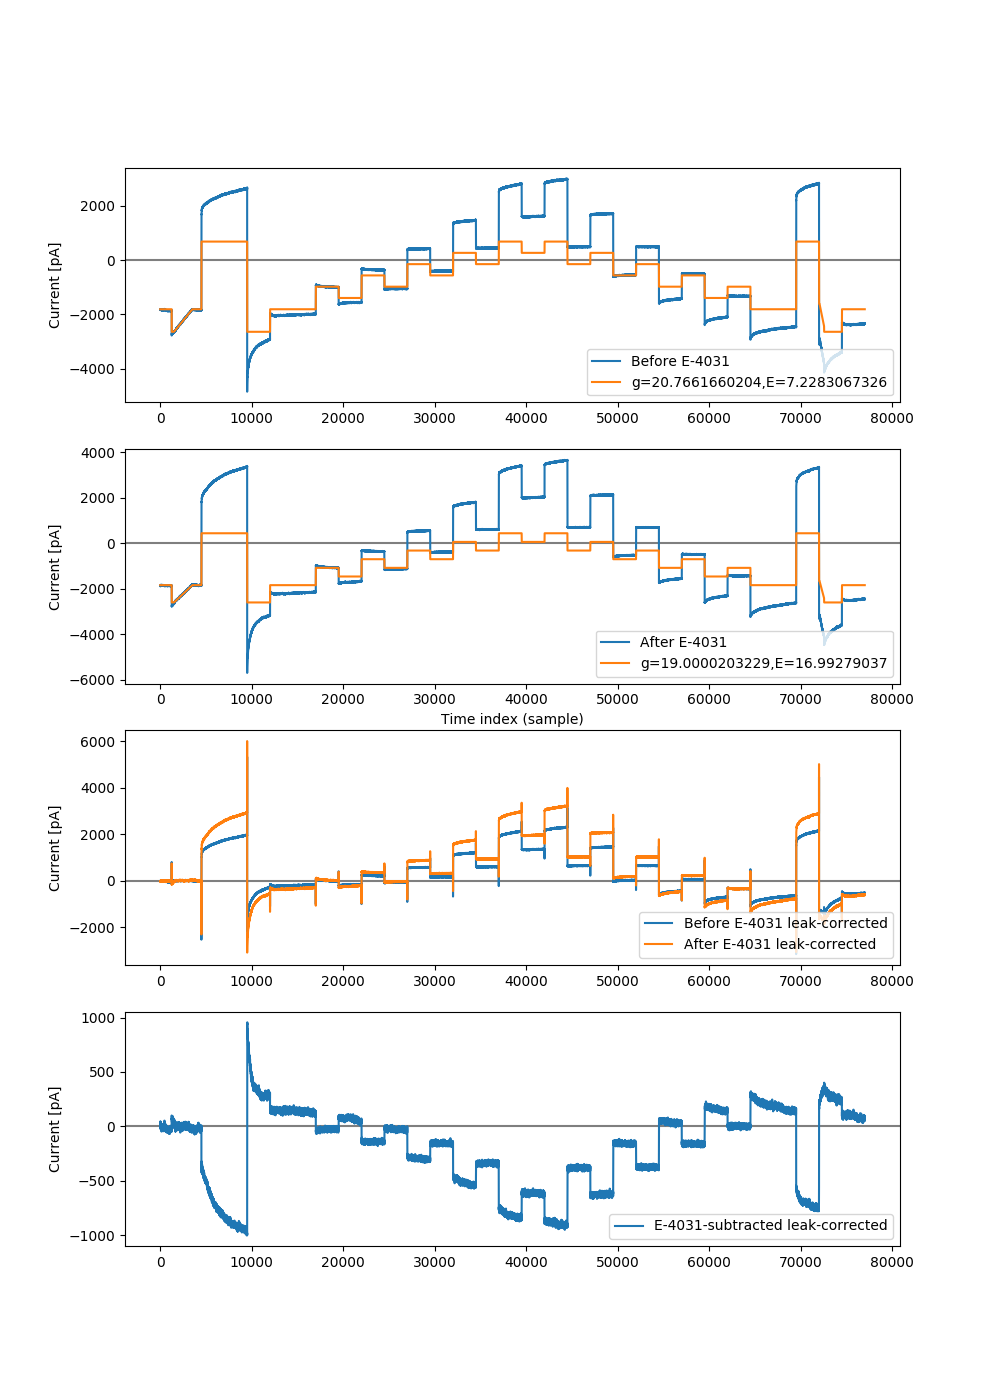 2000
0
−2000
−4000
Current [pA]
Before E-4031
g=20.7661660204,E=7.2283067326
0 10000 20000 30000 40000 50000 60000 70000 80000
4000
2000
0
−2000
−4000
−6000
Current [pA]
After E-4031
g=19.0000203229,E=16.99279037
0 10000 20000 30000 40000 50000 60000 70000 80000
Time index (sample)
6000
4000
2000
0
−2000
Current [pA]
Before E-4031 leak-corrected
After E-4031 leak-corrected
0 10000 20000 30000 40000 50000 60000 70000 80000
1000
500
0
−500
−1000
Current [pA]
E-4031-subtracted leak-corrected
0 10000 20000 30000 40000 50000 60000 70000 80000